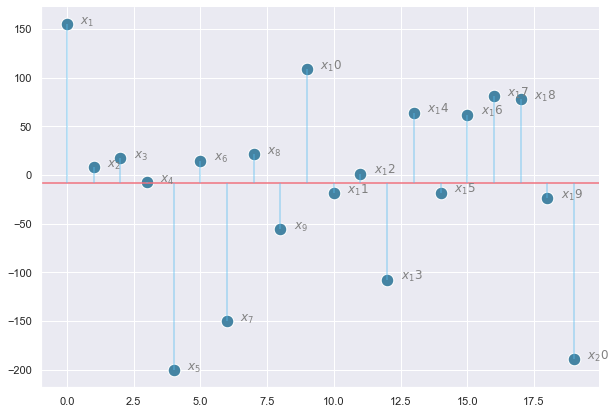 150
100
50
0
−50
−100
−150
−200
0.0 2.5 5.0 7.5 10.0 12.5 15.0 17.5
x₁
x₂
x₃
x₄
x₅
x₆
x₇
x₈
x₉
x₁0
x₁1
x₁2
x₁3
x₁4
x₁5
x₁6
x₁7
x₁8
x₁9
x₂0